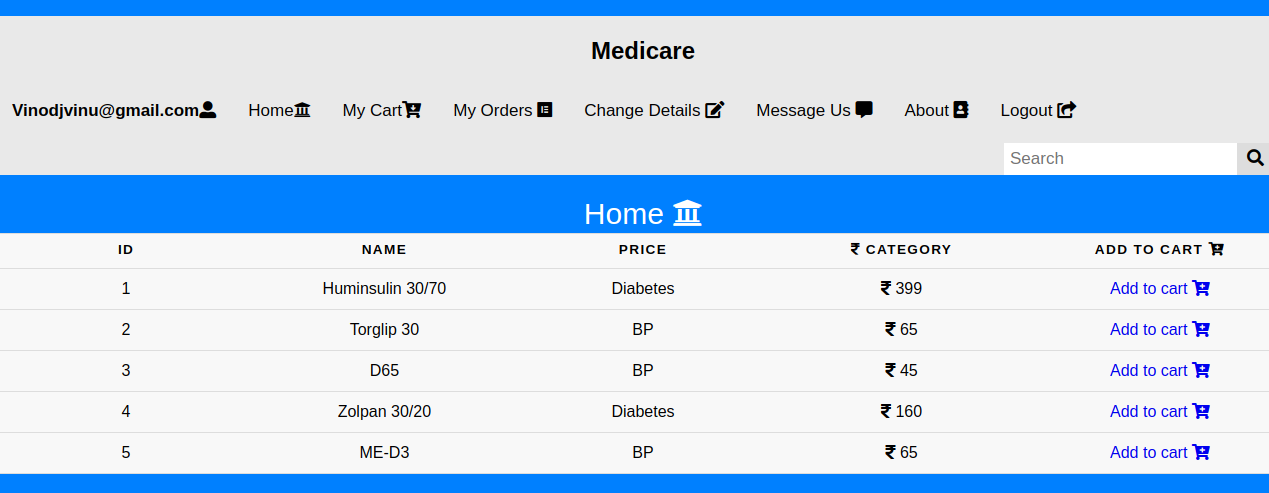 Medicare
Vinodjvinu@gmail.com Home My Cart My Orders Change Details Message Us About Logout
Search
Home
ID NAME PRICE ₹ CATEGORY ADD TO CART
1 Huminsulin 30/70 Diabetes ₹ 399 Add to cart
2 Torglip 30 BP ₹ 65 Add to cart
3 D65 BP ₹ 45 Add to cart
4 Zolpan 30/20 Diabetes ₹ 160 Add to cart
5 ME-D3 BP ₹ 65 Add to cart